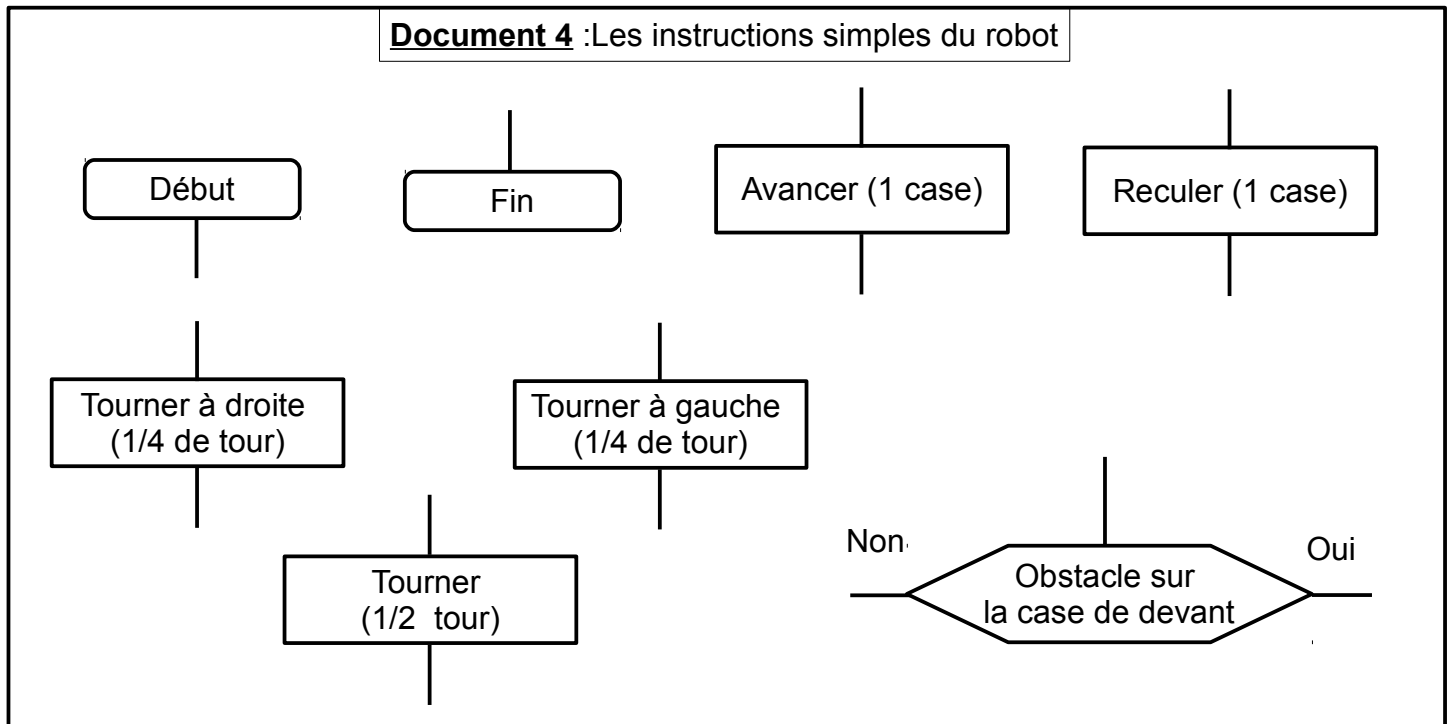 Document 4 :Les instructions simples du robot
Début
Fin
Avancer (1 case)
Reculer (1 case)
Tourner à droite
(1/4 de tour)
Tourner à gauche
(1/4 de tour)
Tourner
(1/2 tour)
Non
Oui
Obstacle sur
la case de devant